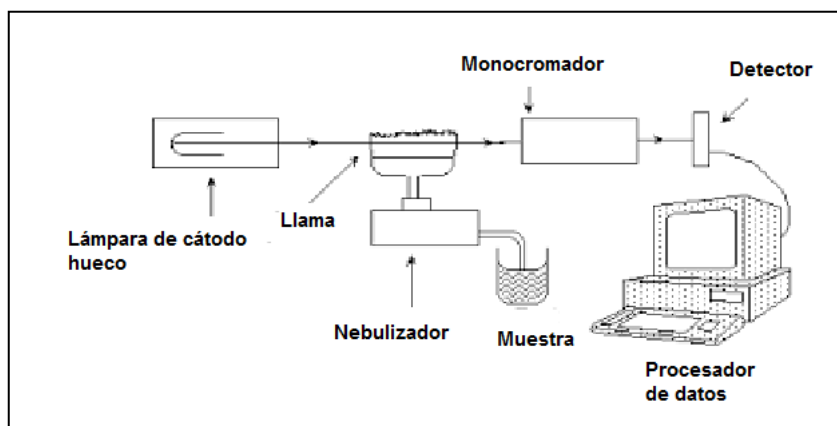 Monocromador
Detector
Llama
Lámpara de cátodo
hueco
Nebulizador
Muestra
Procesador
de datos